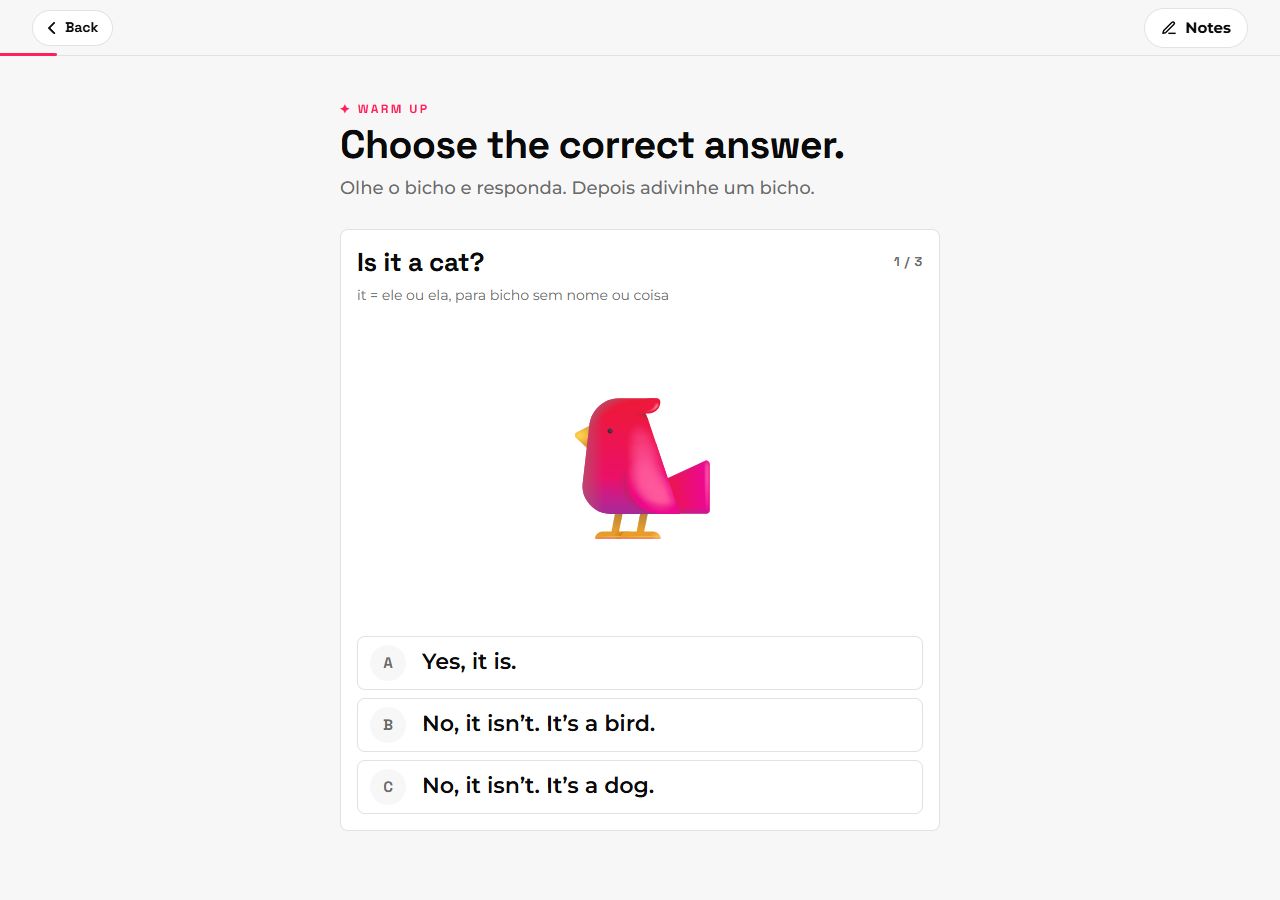 Back
Notes
✦ WARM UP
Choose the correct answer.
Olhe o bicho e responda. Depois adivinhe um bicho.
Is it a cat?
1 / 3
it = ele ou ela, para bicho sem nome ou coisa
A Yes, it is.
B No, it isn’t. It’s a bird.
C No, it isn’t. It’s a dog.